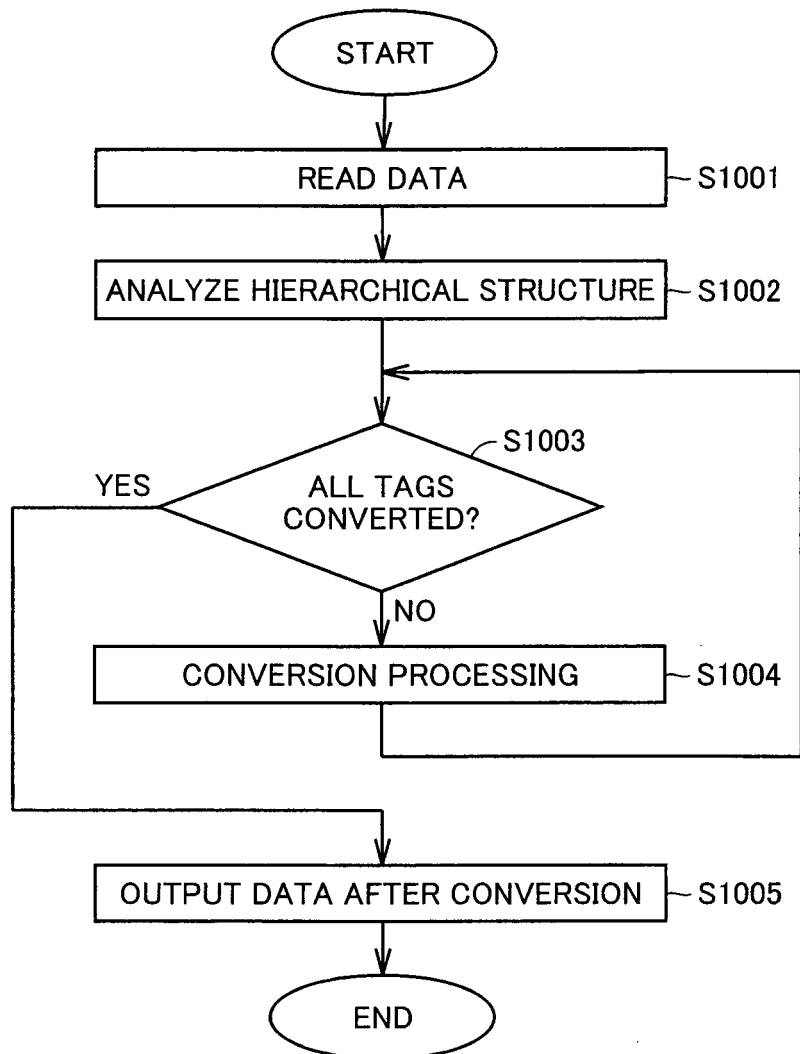 START
READ DATA
S1001
ANALYZE HIERARCHICAL STRUCTURE
S1002
S1003
YES
ALL TAGS
CONVERTED?
NO
CONVERSION PROCESSING
S1004
OUTPUT DATA AFTER CONVERSION
S1005
END